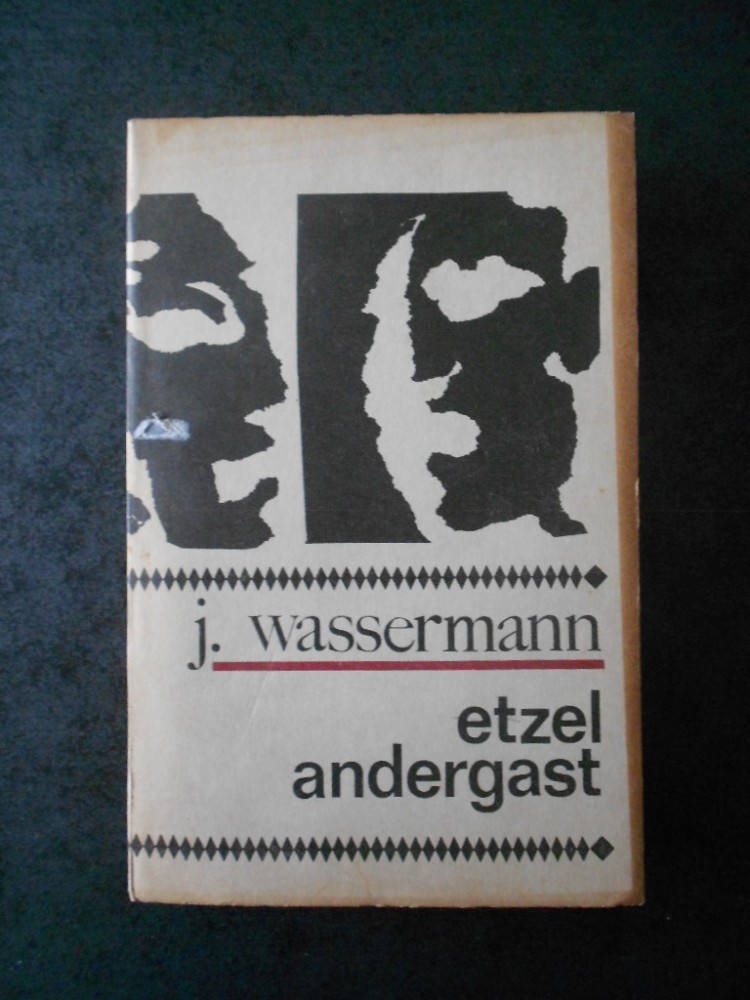 j. wassermann
etzel
andergast